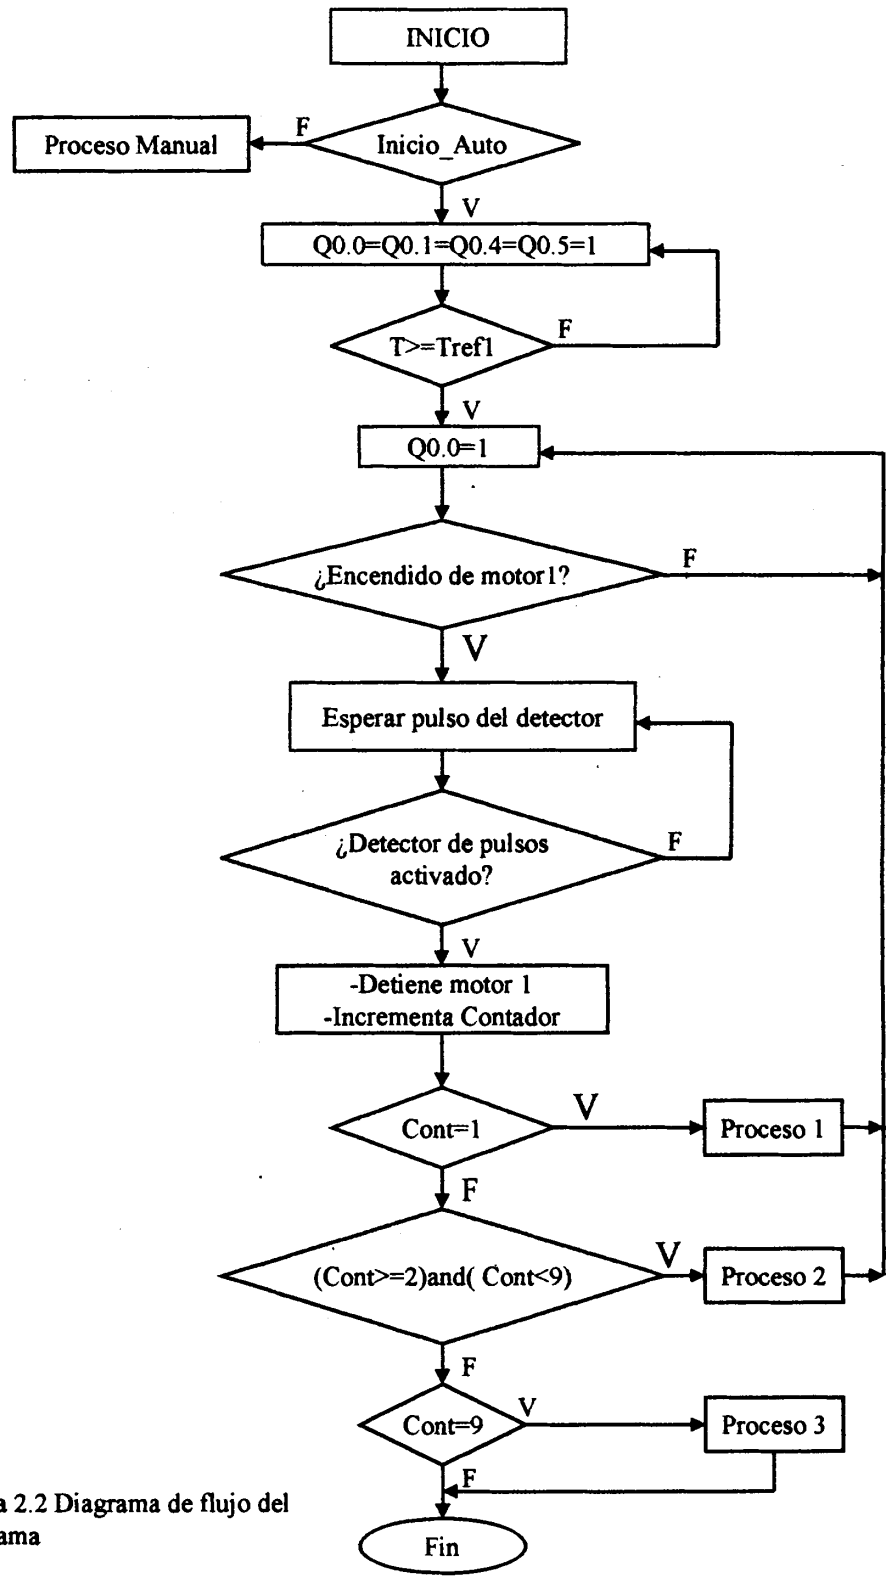 INICIO
Inicio_Auto
F
Proceso Manual
V
Q0.0=Q0.1=Q0.4=Q0.5=1
T>=Tref1
F
V
Q0.0=1
¿Encendido de motor1?
F
V
Esperar pulso del detector
¿Detector de pulsos
activado?
F
V
-Detiene motor 1
-Incrementa Contador
Cont=1
V
Proceso 1
F
(Cont>=2)and( Cont<9)
V
Proceso 2
F
Cont=9
V
Proceso 3
F
Fin
a 2.2 Diagrama de flujo del
ama